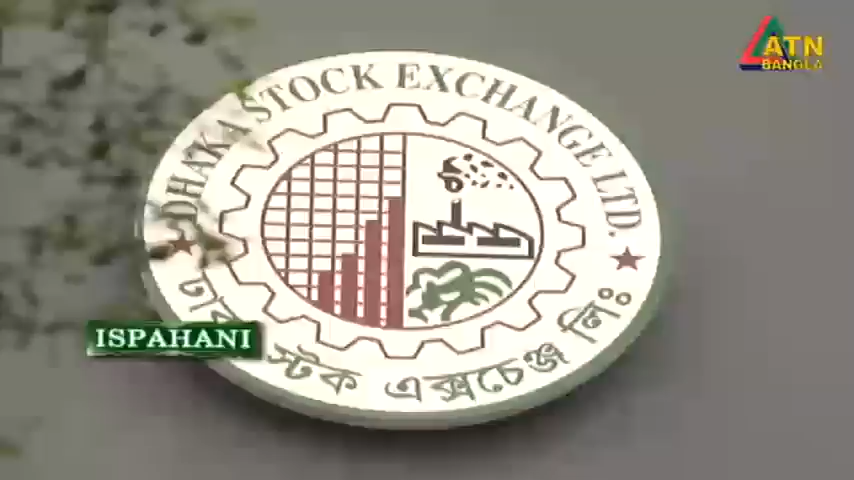 ATN
BANGLA
DHAKA STOCK EXCHANGE LTD.
ঢাকা স্টক এক্সচেঞ্জ লিঃ
ISPAHANI